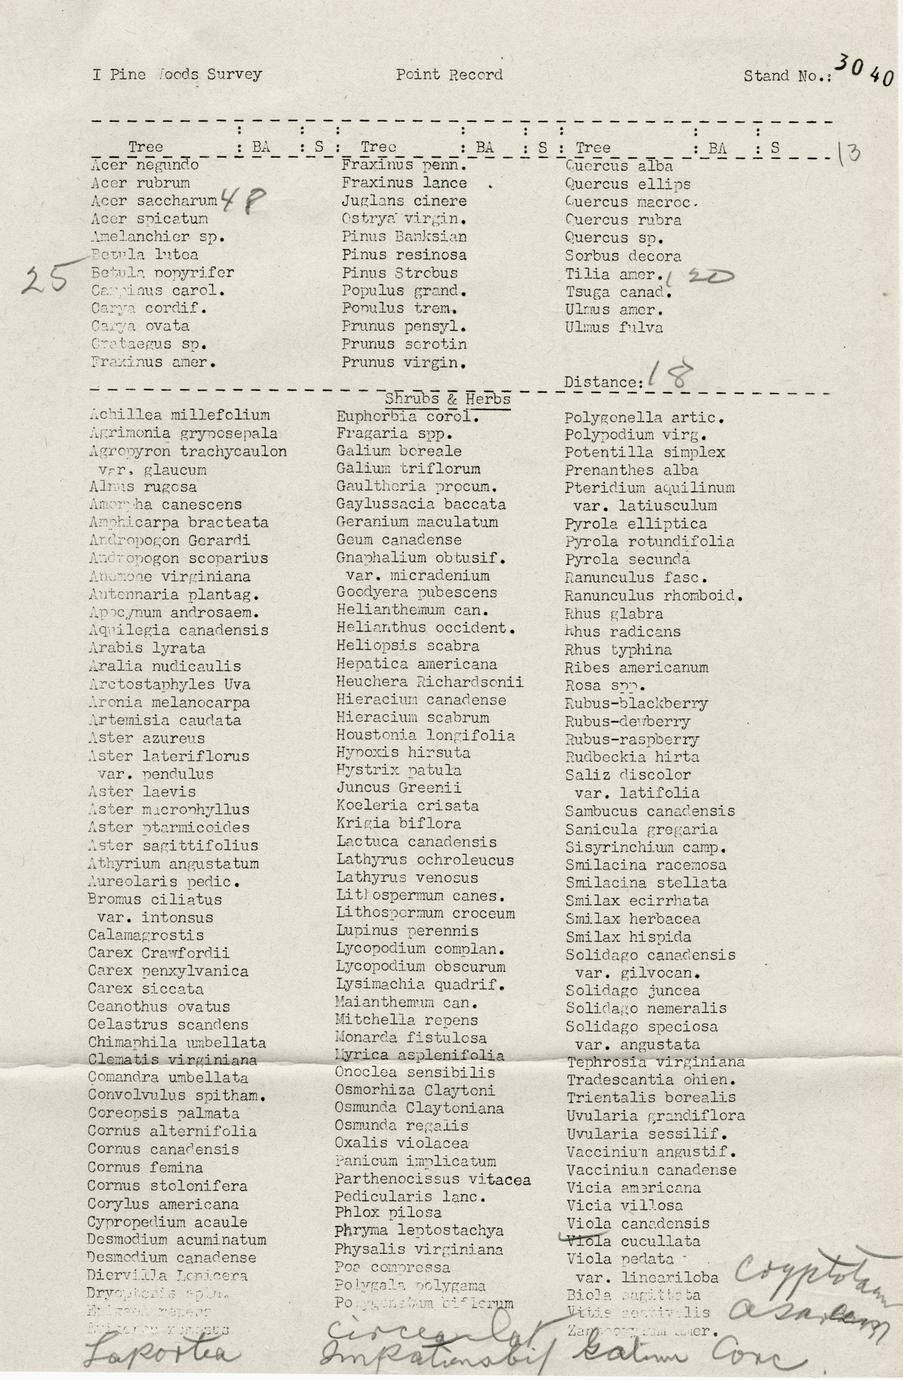 I Pine Woods Survey Point Record Stand No.: 3040
Tree : BA : S : Tree : BA : S : Tree : BA : S 13
Acer negundo Fraxinus penn. Quercus alba
Acer rubrum Fraxinus lance . Quercus ellips
Acer saccharum 48 Juglans cinere Quercus macroc.
Acer spicatum Ostrya virgin. Quercus rubra
Amelanchier sp. Pinus Banksian Quercus sp.
Betula lutea Pinus resinosa Sorbus decora
25 Betula popyrifer Pinus Strobus Tilia amer. 20
Carpinus carol. Populus grand. Tsuga canad.
Carya cordif. Populus trem. Ulmus amer.
Carya ovata Prunus pensyl. Ulmus fulva
Crataegus sp. Prunus serotin
Fraxinus amer. Prunus virgin.
Distance: 18
Shrubs & Herbs
Achillea millefolium
Agrimonia gryposepala
Agropyron trachycaulon
var. glaucum
Alnus rugosa
Amorpha canescens
Amphicarpa bracteata
Andropogon Gerardi
Andropogon scoparius
Anemone virginiana
Antennaria plantag.
Apocynum androsaem.
Aquilegia canadensis
Arabis lyrata
Aralia nudicaulis
Arctostaphyles Uva
Aronia melanocarpa
Artemisia caudata
Aster azureus
Aster lateriflorus
var. pendulus
Aster laevis
Aster macrophyllus
Aster ptarmicoides
Aster sagittifolius
Athyrium angustatum
Aureolaris pedic.
Bromus ciliatus
var. intonsus
Calamagrostis
Carex Crawfordii
Carex penxylvanica
Carex siccata
Ceanothus ovatus
Celastrus scandens
Chimaphila umbellata
Clematis virginiana
Comandra umbellata
Convolvulus spitham.
Coreopsis palmata
Cornus alternifolia
Cornus canadensis
Cornus femina
Cornus stolonifera
Corylus americana
Cypropedium acaule
Desmodium acuminatum
Desmodium canadense
Diervilla Lonicera
Dryopteris spin.
Epigaea repens
Laportea
Euphorbia corol.
Fragaria spp.
Galium boreale
Galium triflorum
Gaultheria procum.
Gaylussacia baccata
Geranium maculatum
Geum canadense
Gnaphalium obtusif.
var. micradenium
Goodyera pubescens
Helianthemum can.
Helianthus occident.
Heliopsis scabra
Hepatica americana
Heuchera Richardsonii
Hieracium canadense
Hieracium scabrum
Houstonia longifolia
Hypoxis hirsuta
Hystrix patula
Juncus Greenii
Koeleria crisata
Krigia biflora
Lactuca canadensis
Lathyrus ochroleucus
Lathyrus venosus
Lithospermum canes.
Lithospermum croceum
Lupinus perennis
Lycopodium complan.
Lycopodium obscurum
Lysimachia quadrif.
Maianthemum can.
Mitchella repens
Monarda fistulosa
Myrica asplenifolia
Onoclea sensibilis
Osmorhiza Claytoni
Osmunda Claytoniana
Osmunda regalis
Oxalis violacea
Panicum implicatum
Parthenocissus vitacea
Pedicularis lanc.
Phlox pilosa
Phryma leptostachya
Physalis virginiana
Poa compressa
Polygala polygama
Polygonatum biflorum
Circea lat
Impatiens bif
Polygonella artic.
Polypodium virg.
Potentilla simplex
Prenanthes alba
Pteridium aquilinum
var. latiusculum
Pyrola elliptica
Pyrola rotundifolia
Pyrola secunda
Ranunculus fasc.
Ranunculus rhomboid.
Rhus glabra
Rhus radicans
Rhus typhina
Ribes americanum
Rosa spp.
Rubus-blackberry
Rubus-dewberry
Rubus-raspberry
Rudbeckia hirta
Saliz discolor
var. latifolia
Sambucus canadensis
Sanicula gregaria
Sisyrinchium camp.
Smilacina racemosa
Smilacina stellata
Smilax ecirrhata
Smilax herbacea
Smilax hispida
Solidago canadensis
var. gilvocan.
Solidago juncea
Solidago nemeralis
Solidago speciosa
var. angustata
Tephrosia virginiana
Tradescantia ohien.
Trientalis borealis
Uvularia grandiflora
Uvularia sessilif.
Vaccinium angustif.
Vaccinium canadense
Vicia americana
Vicia villosa
Viola canadensis
Viola cucullata
Viola pedata
var. lineariloba
Biola sagittata
Vitis aestivalis
amer.
Galium Conc
Cryptotaen
Asarum